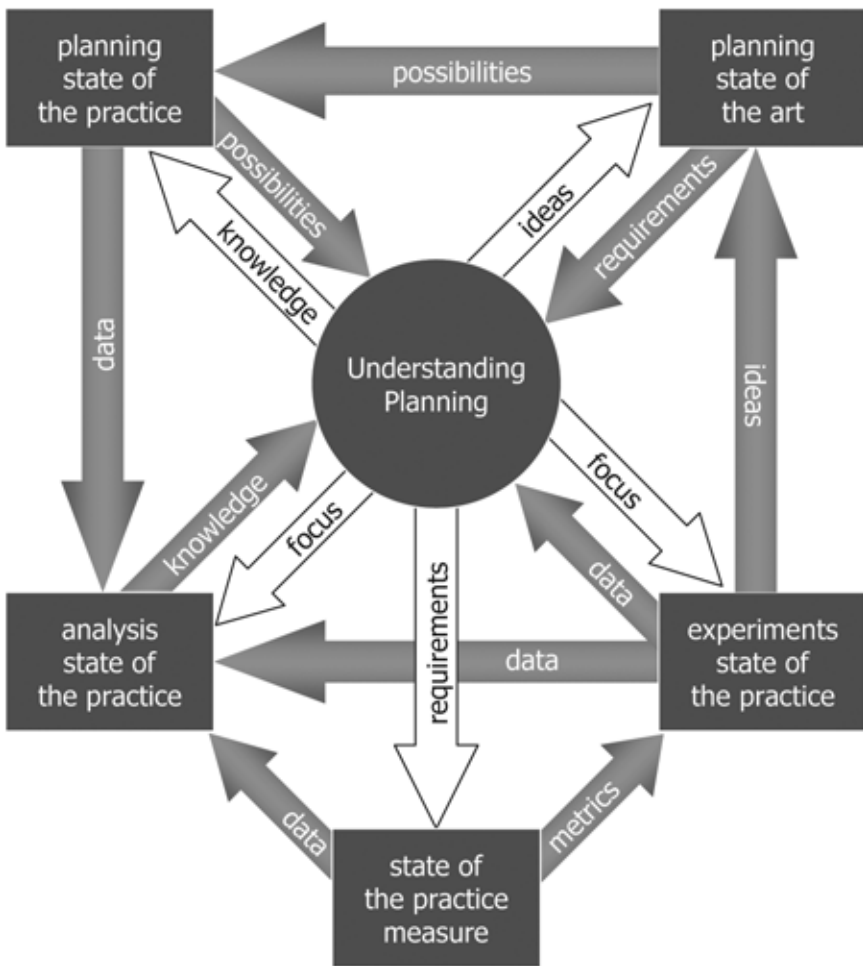 planning
state of
the practice
possibilities
planning
state of
the art
possibilities
knowledge
ideas
requirements
data
Understanding
Planning
ideas
knowledge
focus
focus
requirements
data
analysis
state of
the practice
data
experiments
state of
the practice
data
metrics
state of
the practice
measure